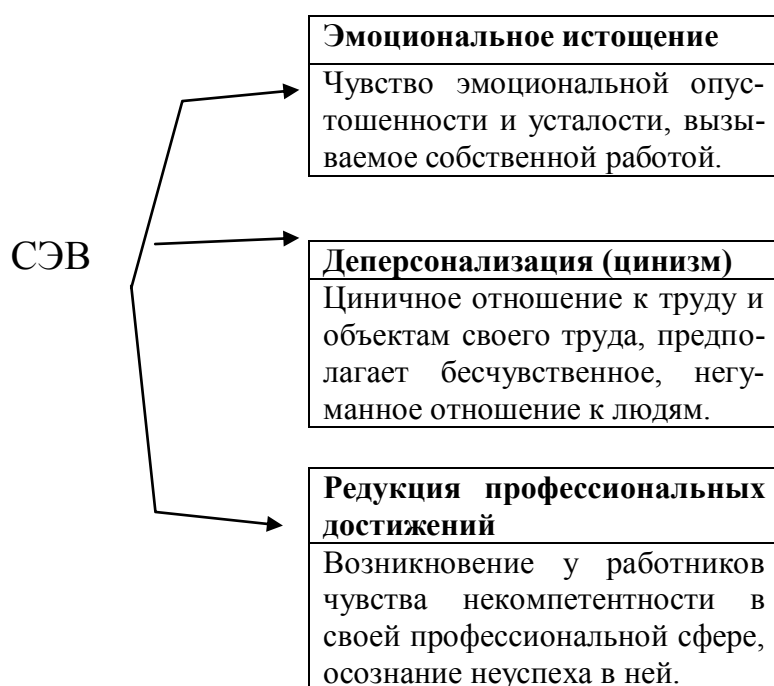 Эмоциональное истощение
Чувство эмоциональной опус-
тошенности и усталости, вызы-
ваемое собственной работой.
СЭВ
Деперсонализация (цинизм)
Циничное отношение к труду и
объектам своего труда, предпо-
лагает бесчувственное, негу-
манное отношение к людям.
Редукция профессиональных
достижений
Возникновение у работников
чувства некомпетентности в
своей профессиональной сфере,
осознание неуспеха в ней.